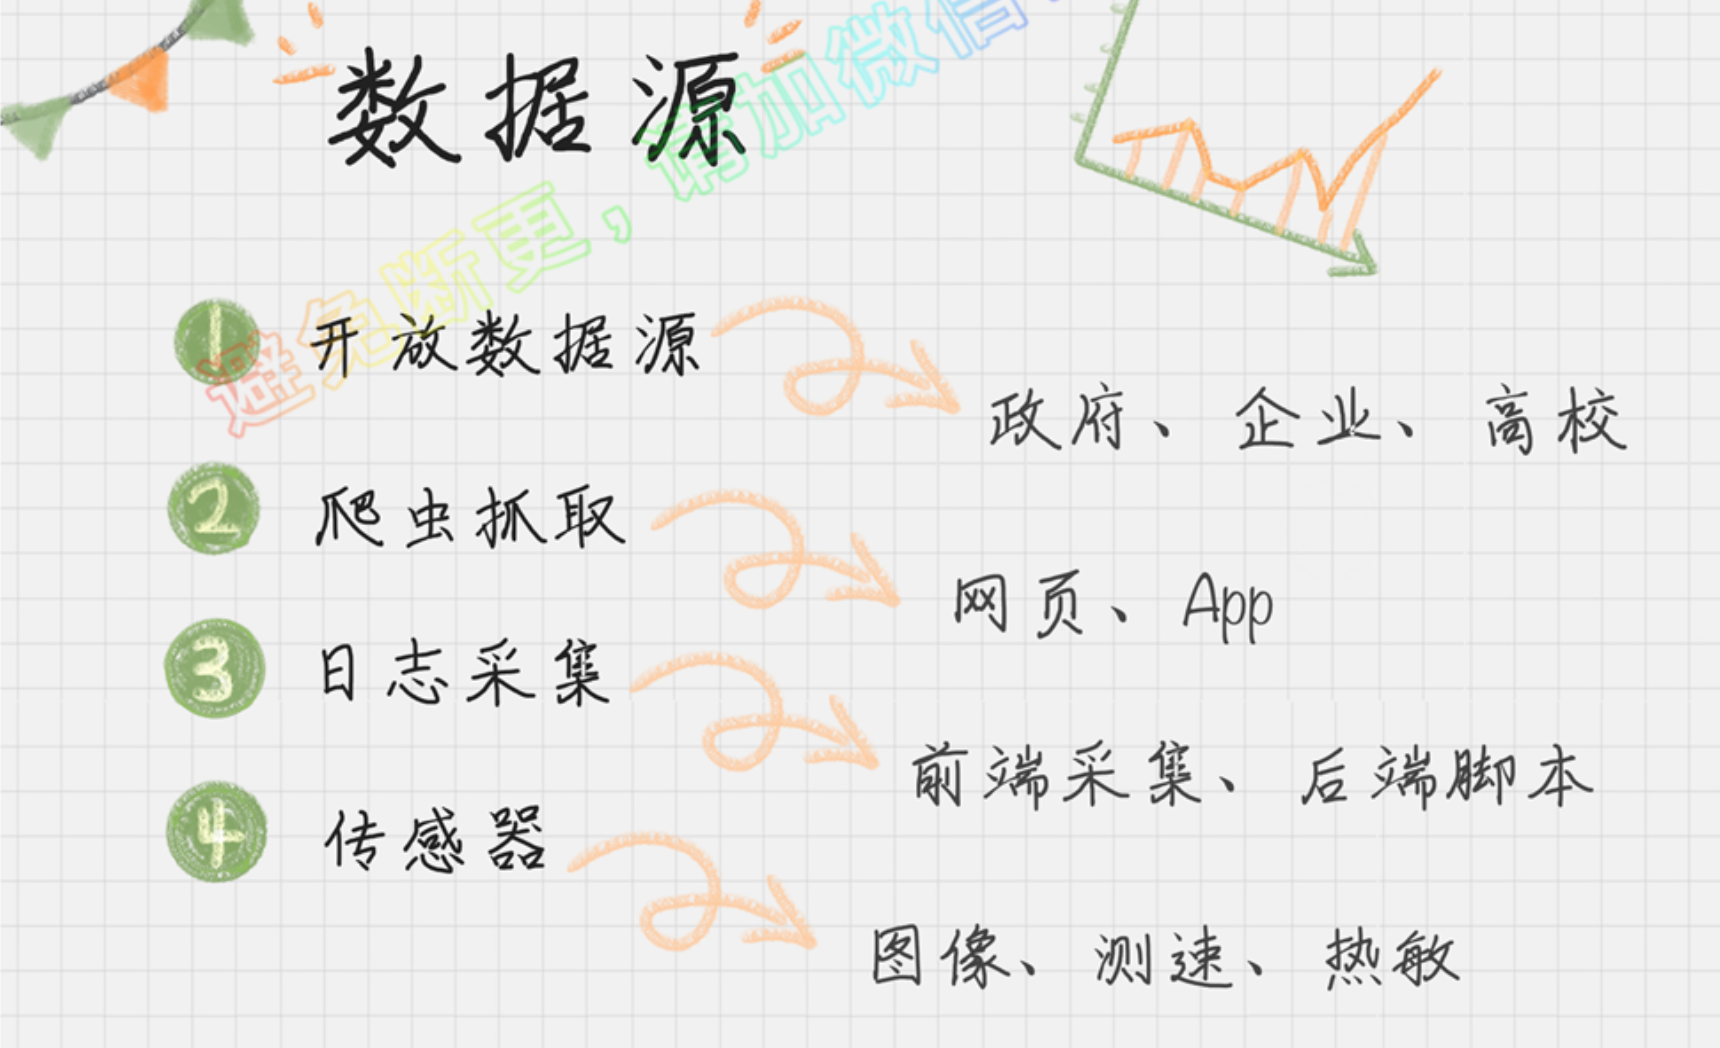 数据源
避免断更，请加微信
1 开放数据源
政府、企业、高校
2 爬虫抓取
网页、App
3 日志采集
前端采集、后端脚本
4 传感器
图像、测速、热敏